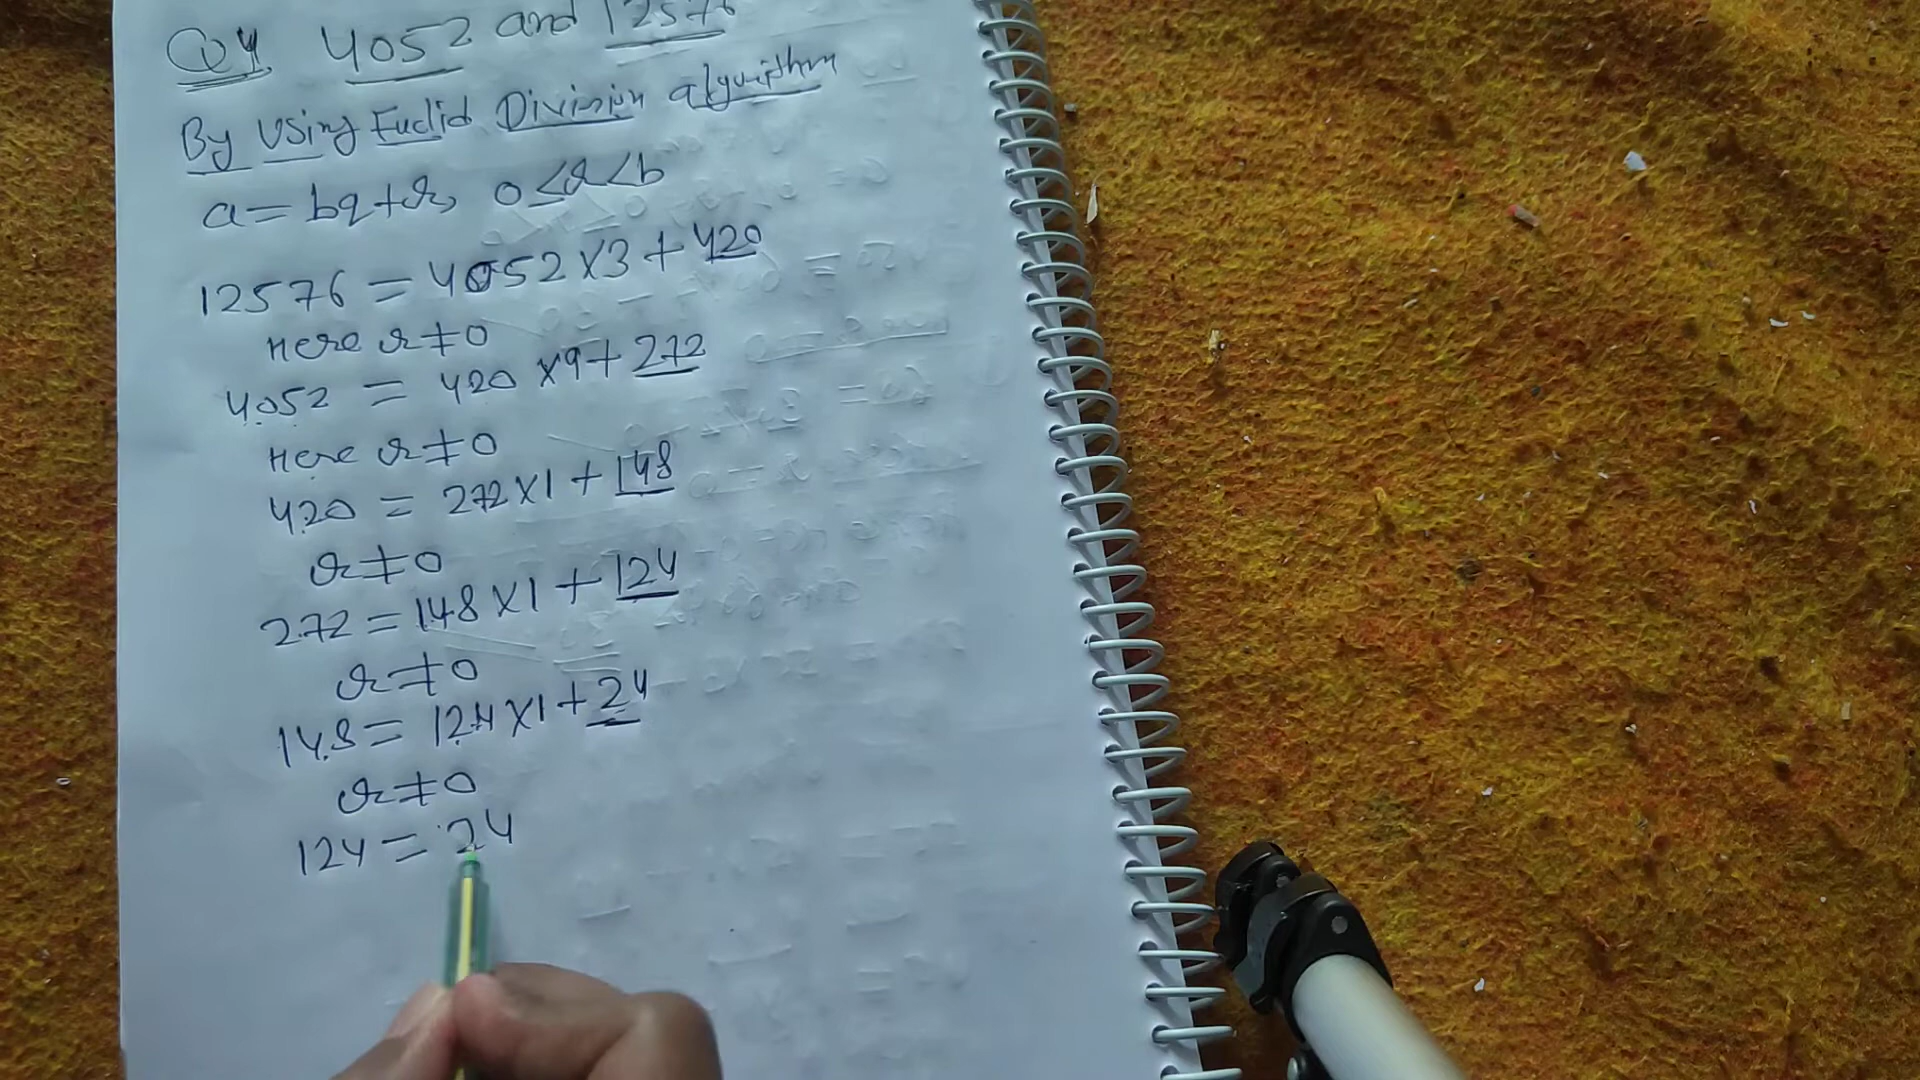 Q4 4052 and 12576
By Using Euclid Division algorithm
a = bq + r, 0 ≤ r < b
12576 = 4052 × 3 + 420
Here r ≠ 0
4052 = 420 × 9 + 272
Here r ≠ 0
420 = 272 × 1 + 148
r ≠ 0
272 = 148 × 1 + 124
r ≠ 0
148 = 124 × 1 + 24
r ≠ 0
124 = 24